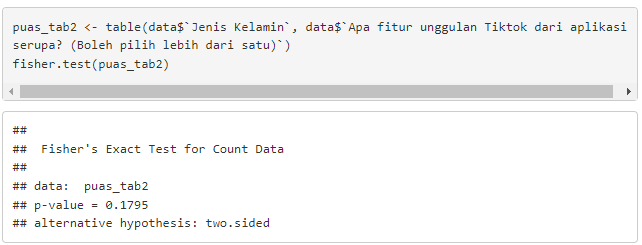 puas_tab2 <- table(data$`Jenis Kelamin`, data$`Apa fitur unggulan Tiktok dari aplikasi
serupa? (Boleh pilih lebih dari satu)`)
fisher.test(puas_tab2)
##
##  Fisher's Exact Test for Count Data
##
## data:  puas_tab2
## p-value = 0.1795
## alternative hypothesis: two.sided